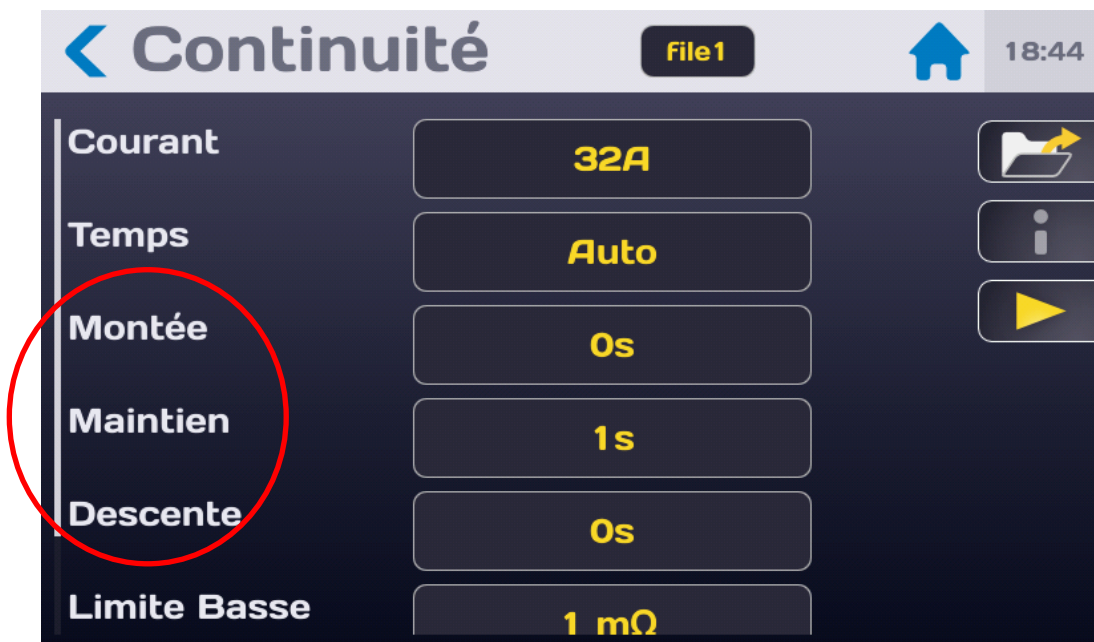 Continuité
File1
18:44
Courant
32A
Temps
Auto
Montée
0s
Maintien
1s
Descente
0s
Limite Basse
1 mΩ